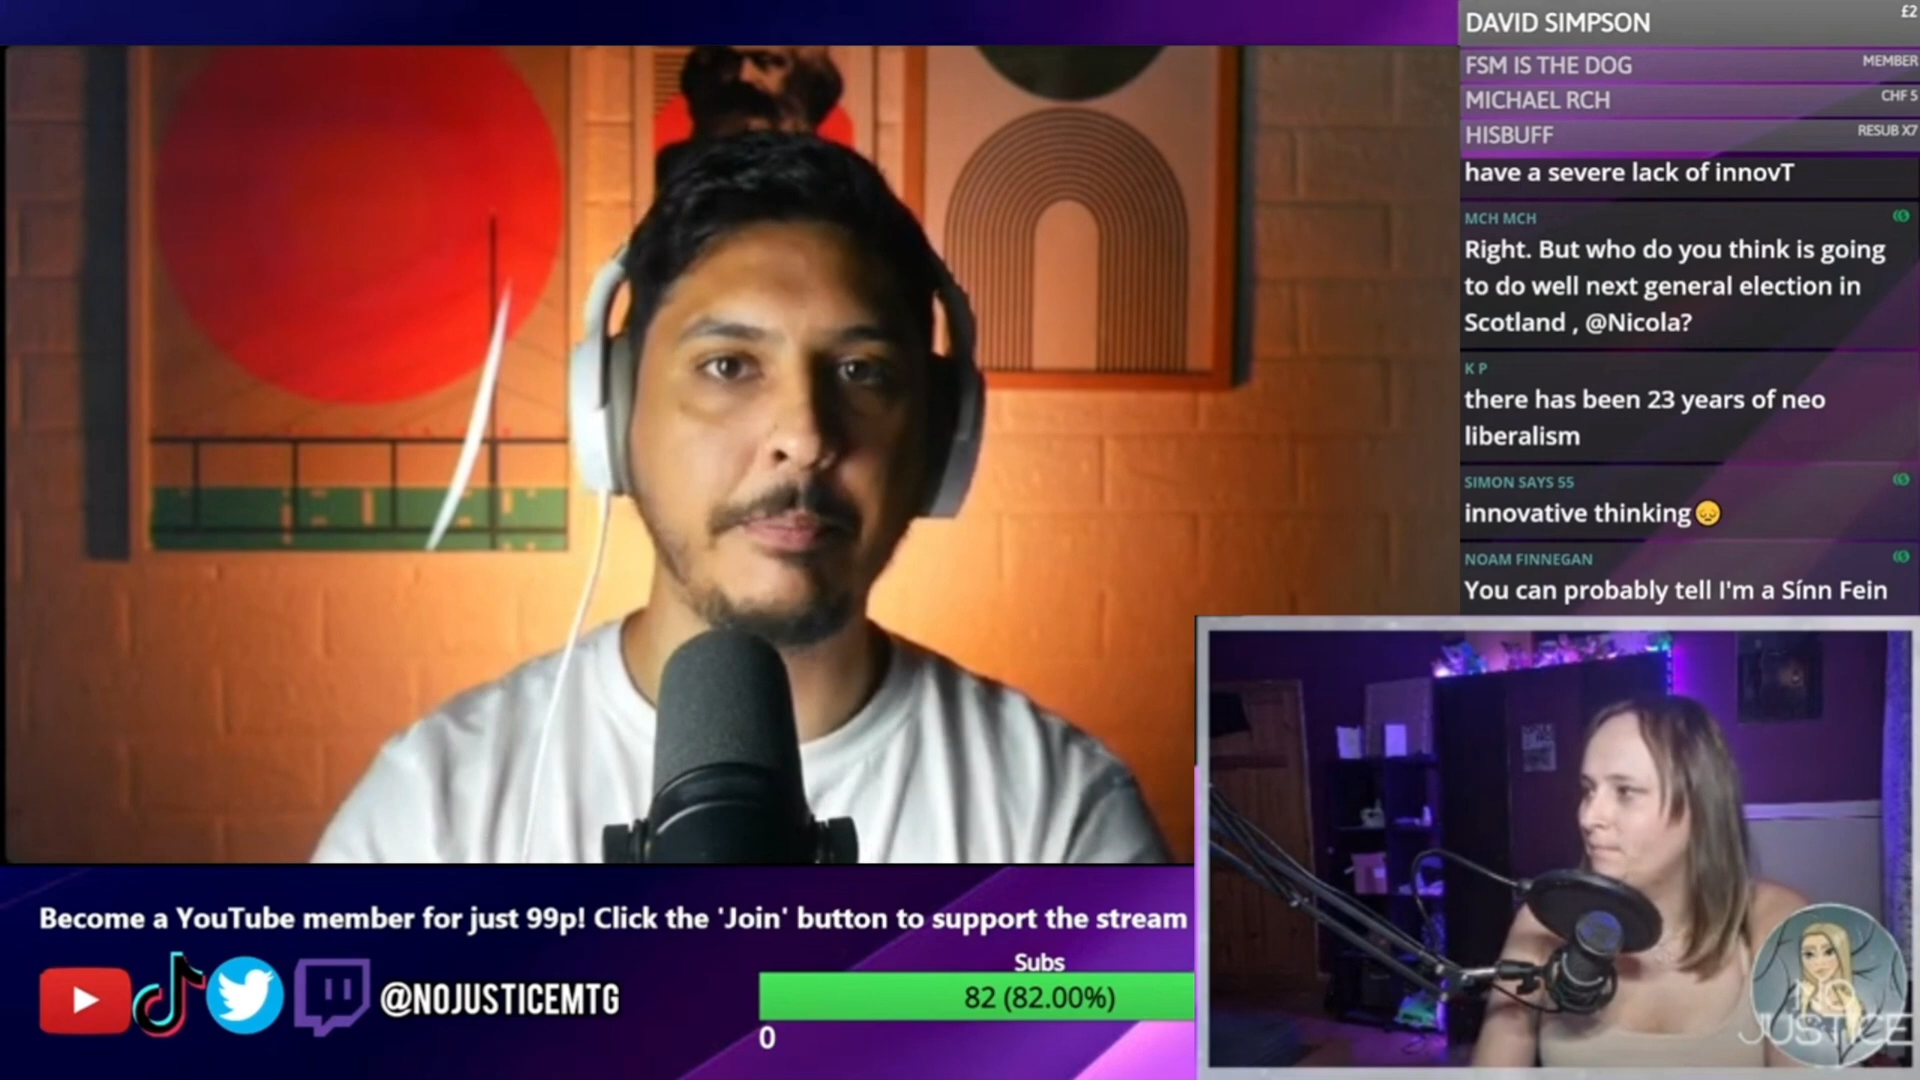 DAVID SIMPSON £2
FSM IS THE DOG MEMBER
MICHAEL RCH CHF 5
HISBUFF RESUB X7
have a severe lack of innovT
MCH MCH
Right. But who do you think is going
to do well next general election in
Scotland , @Nicola?
K P
there has been 23 years of neo
liberalism
SIMON SAYS 55
innovative thinking😞
NOAM FINNEGAN
You can probably tell I'm a Sínn Fein
Become a YouTube member for just 99p! Click the 'Join' button to support the stream
@NOJUSTICEMTG
Subs
82 (82.00%)
0
NO
JUSTICE